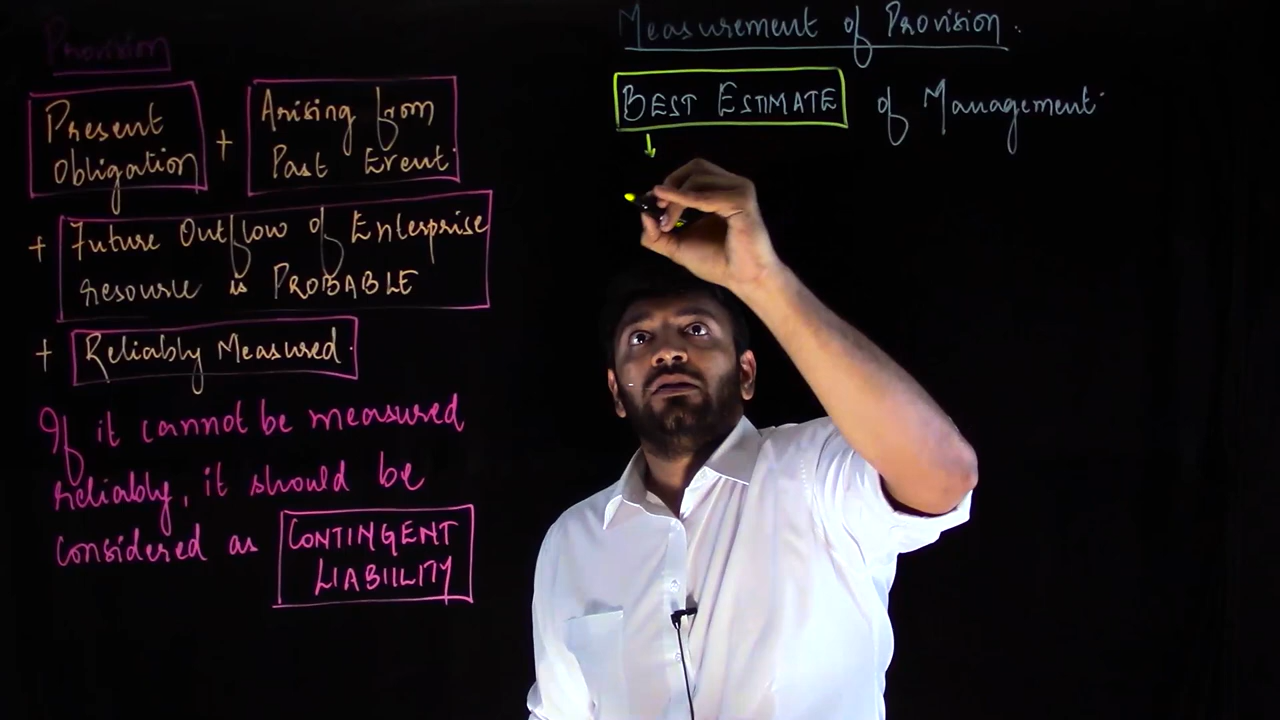 Provision
Present
Obligation
+
Arising from
Past Event.
+ Future Outflow of Enterprise
resource is PROBABLE
+ Reliably Measured.
If it cannot be measured
reliably, it should be
considered as
CONTINGENT
LIABIILITY
Measurement of Provision.
BEST ESTIMATE of Management